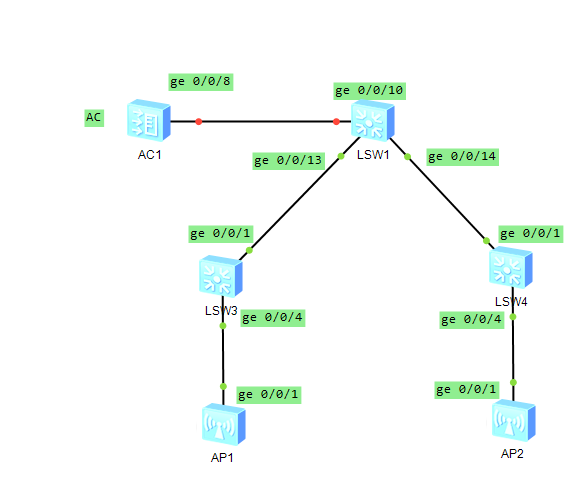 ge 0/0/8
ge 0/0/10
AC
AC1
LSW1
ge 0/0/13
ge 0/0/14
ge 0/0/1
ge 0/0/1
LSW3
LSW4
ge 0/0/4
ge 0/0/4
ge 0/0/1
ge 0/0/1
AP1
AP2